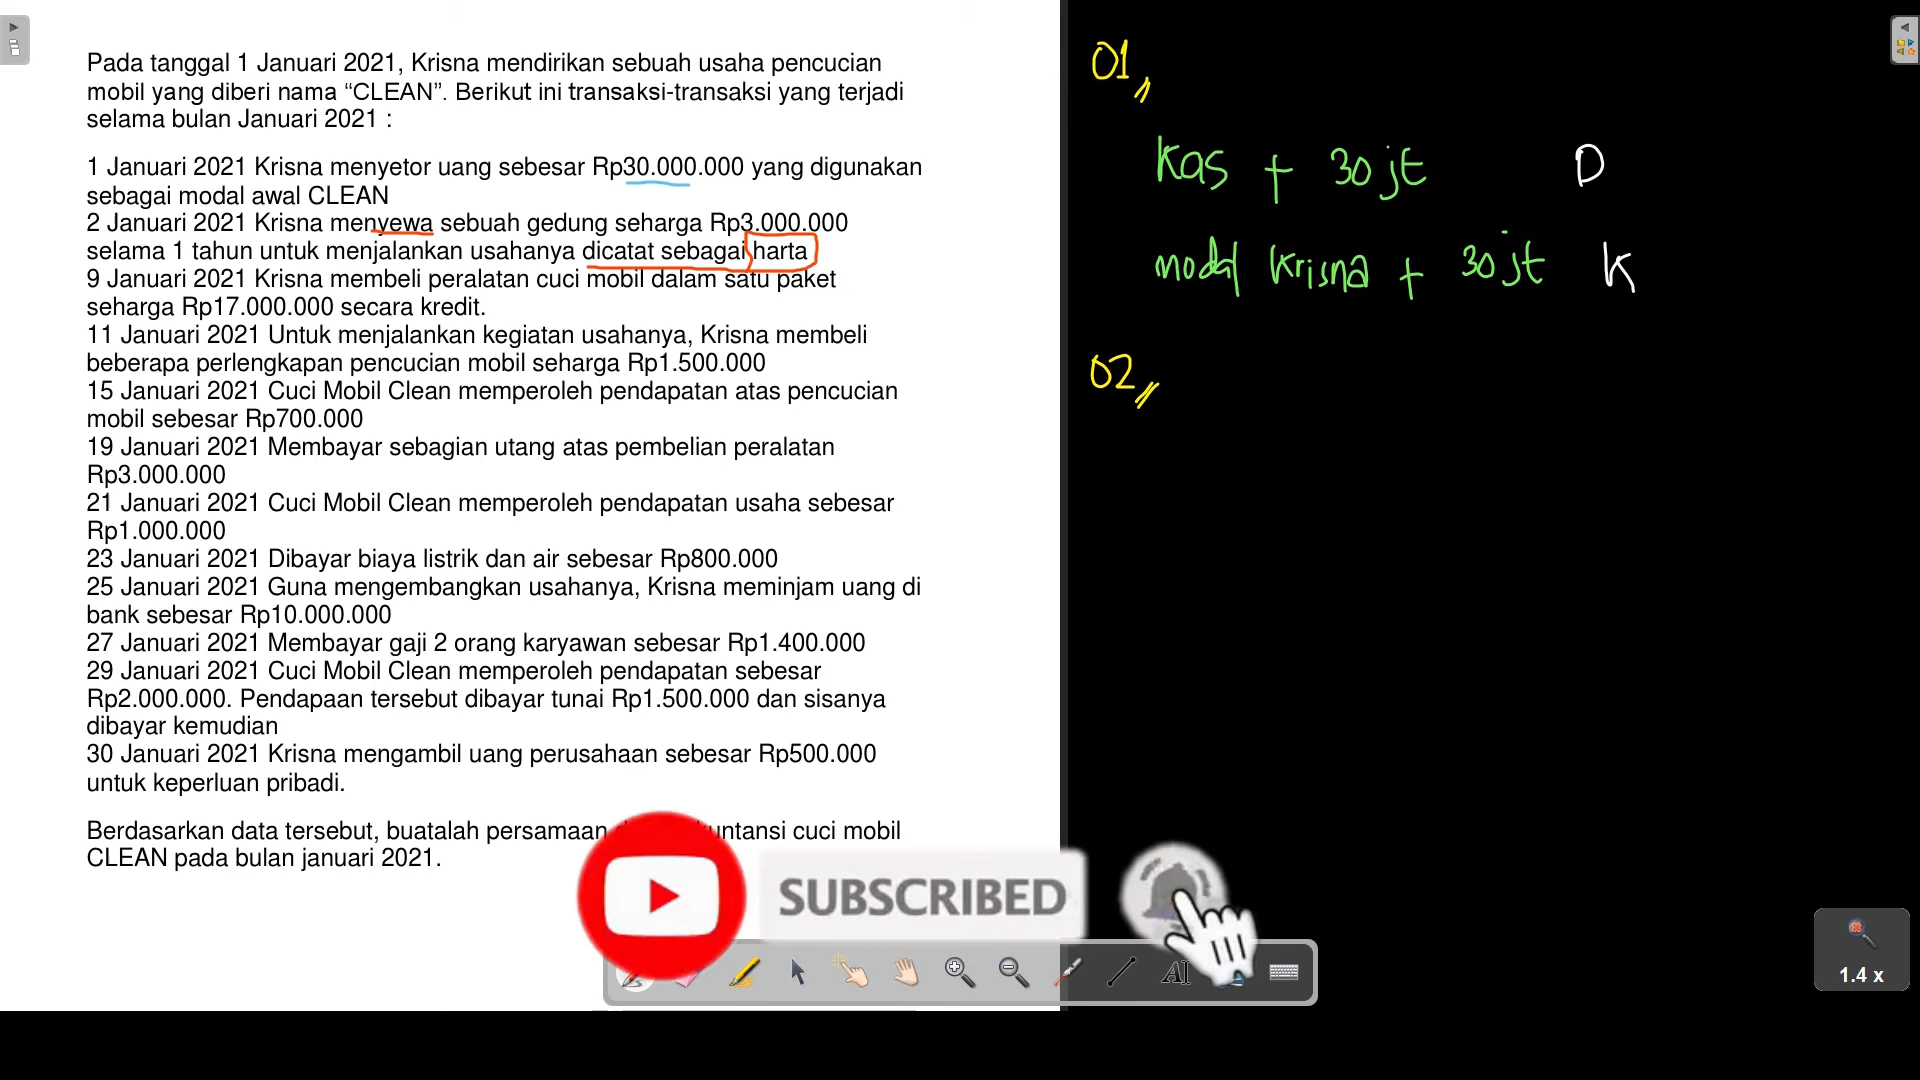 Pada tanggal 1 Januari 2021, Krisna mendirikan sebuah usaha pencucian
mobil yang diberi nama “CLEAN”. Berikut ini transaksi-transaksi yang terjadi
selama bulan Januari 2021 :
1 Januari 2021 Krisna menyetor uang sebesar Rp30.000.000 yang digunakan
sebagai modal awal CLEAN
2 Januari 2021 Krisna menyewa sebuah gedung seharga Rp3.000.000
selama 1 tahun untuk menjalankan usahanya dicatat sebagai harta
9 Januari 2021 Krisna membeli peralatan cuci mobil dalam satu paket
seharga Rp17.000.000 secara kredit.
11 Januari 2021 Untuk menjalankan kegiatan usahanya, Krisna membeli
beberapa perlengkapan pencucian mobil seharga Rp1.500.000
15 Januari 2021 Cuci Mobil Clean memperoleh pendapatan atas pencucian
mobil sebesar Rp700.000
19 Januari 2021 Membayar sebagian utang atas pembelian peralatan
Rp3.000.000
21 Januari 2021 Cuci Mobil Clean memperoleh pendapatan usaha sebesar
Rp1.000.000
23 Januari 2021 Dibayar biaya listrik dan air sebesar Rp800.000
25 Januari 2021 Guna mengembangkan usahanya, Krisna meminjam uang di
bank sebesar Rp10.000.000
27 Januari 2021 Membayar gaji 2 orang karyawan sebesar Rp1.400.000
29 Januari 2021 Cuci Mobil Clean memperoleh pendapatan sebesar
Rp2.000.000. Pendapaan tersebut dibayar tunai Rp1.500.000 dan sisanya
dibayar kemudian
30 Januari 2021 Krisna mengambil uang perusahaan sebesar Rp500.000
untuk keperluan pribadi.
Berdasarkan data tersebut, buatalah persamaan cuci mobil
CLEAN pada bulan januari 2021.
01,,
Kas + 30 jt D
modal Krisna + 30 jt K
02,,
SUBSCRIBED
AI
1.4 x